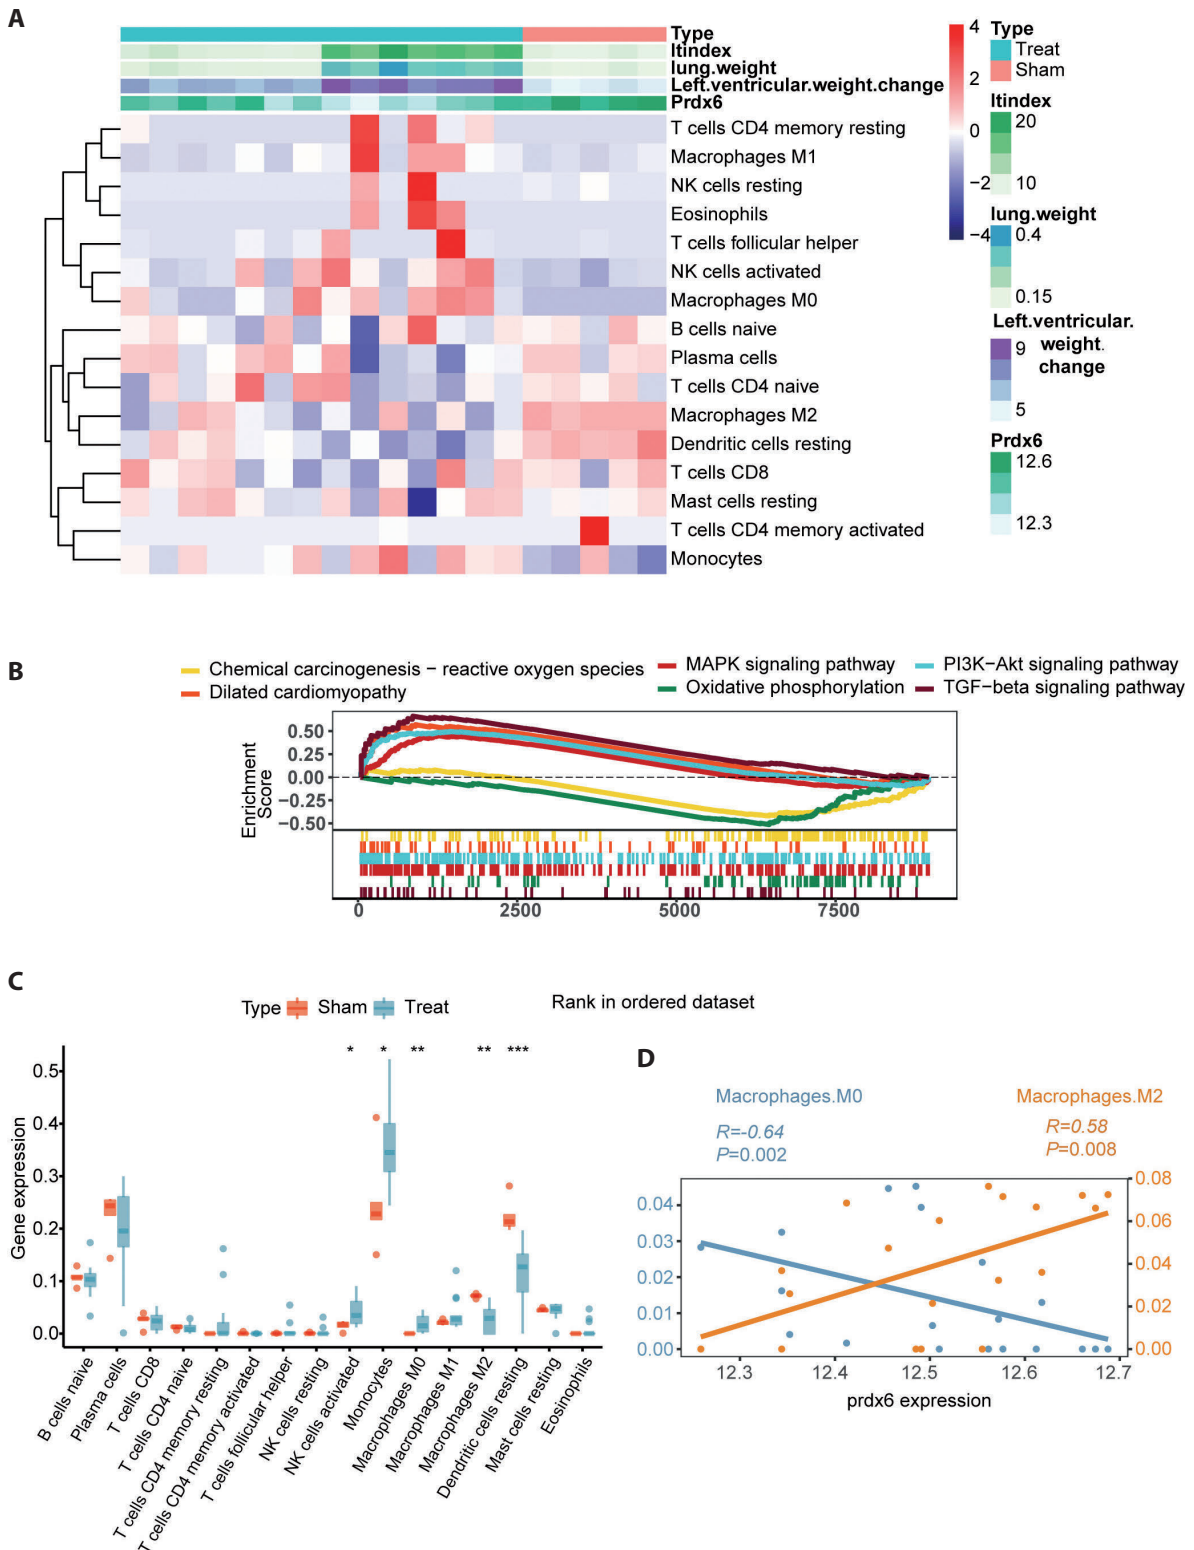 A
Type
Itindex
lung.weight
Left.ventricular.weight.change
Prdx6
T cells CD4 memory resting
Macrophages M1
NK cells resting
Eosinophils
T cells follicular helper
NK cells activated
Macrophages M0
B cells naive
Plasma cells
T cells CD4 naive
Macrophages M2
Dendritic cells resting
T cells CD8
Mast cells resting
T cells CD4 memory activated
Monocytes
4
2
0
−2
−4
Type
Treat
Sham
Itindex
20
10
lung.weight
0.4
0.15
Left.ventricular.
weight.
change
9
5
Prdx6
12.6
12.3
B
Chemical carcinogenesis − reactive oxygen species
Dilated cardiomyopathy
MAPK signaling pathway
Oxidative phosphorylation
PI3K−Akt signaling pathway
TGF−beta signaling pathway
Enrichment
Score
0.50
0.25
0.00
−0.25
−0.50
0 2500 5000 7500
Rank in ordered dataset
C
Type Sham Treat
* * ** ** ***
Gene expression
0.5
0.4
0.3
0.2
0.1
0.0
B cells naive
Plasma cells
T cells CD8
T cells CD4 naive
T cells CD4 memory resting
T cells CD4 memory activated
T cells follicular helper
NK cells resting
NK cells activated
Monocytes
Macrophages M0
Macrophages M1
Macrophages M2
Dendritic cells resting
Mast cells resting
Eosinophils
D
Macrophages.M0
R=-0.64
P=0.002
Macrophages.M2
R=0.58
P=0.008
0.04
0.03
0.02
0.01
0.00
0.08
0.06
0.04
0.02
0.00
12.3 12.4 12.5 12.6 12.7
prdx6 expression